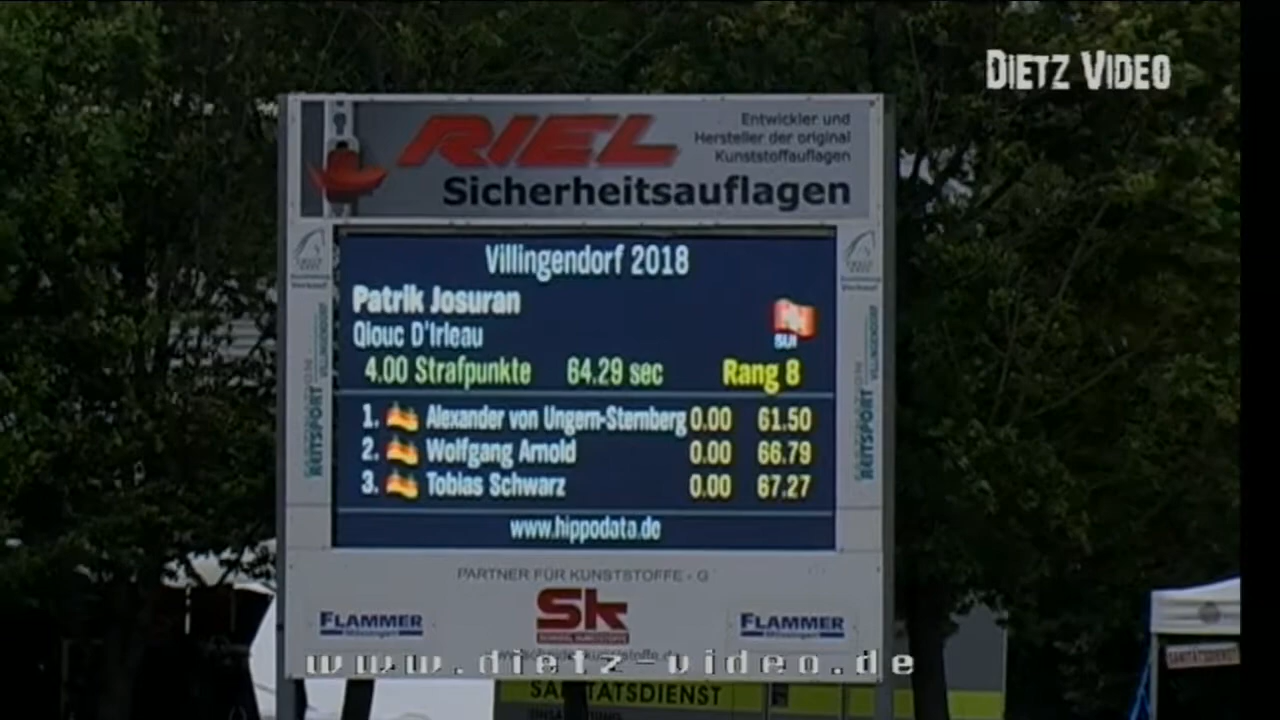 DIETZ VIDEO
RIEL
Entwickler und
Hersteller der original
Kunststoffauflagen
Sicherheitsauflagen
Villingendorf 2018
Patrik Josuran
Qlouc D'Irleau
SUI
4.00 Strafpunkte 64.29 sec Rang 8
1. Alexander von Ungern-Sternberg 0.00 61.50
2. Wolfgang Arnold 0.00 66.79
3. Tobias Schwarz 0.00 67.27
www.hippodata.de
REITSPORT
VILLINGENDORF
REITSPORT
VILLINGENDORF
PARTNER FÜR KUNSTSTOFFE - G
Sk
FLAMMER
FLAMMER
www.dietz-video.de
SANITÄTSDIENST
SANITÄTSDIENST